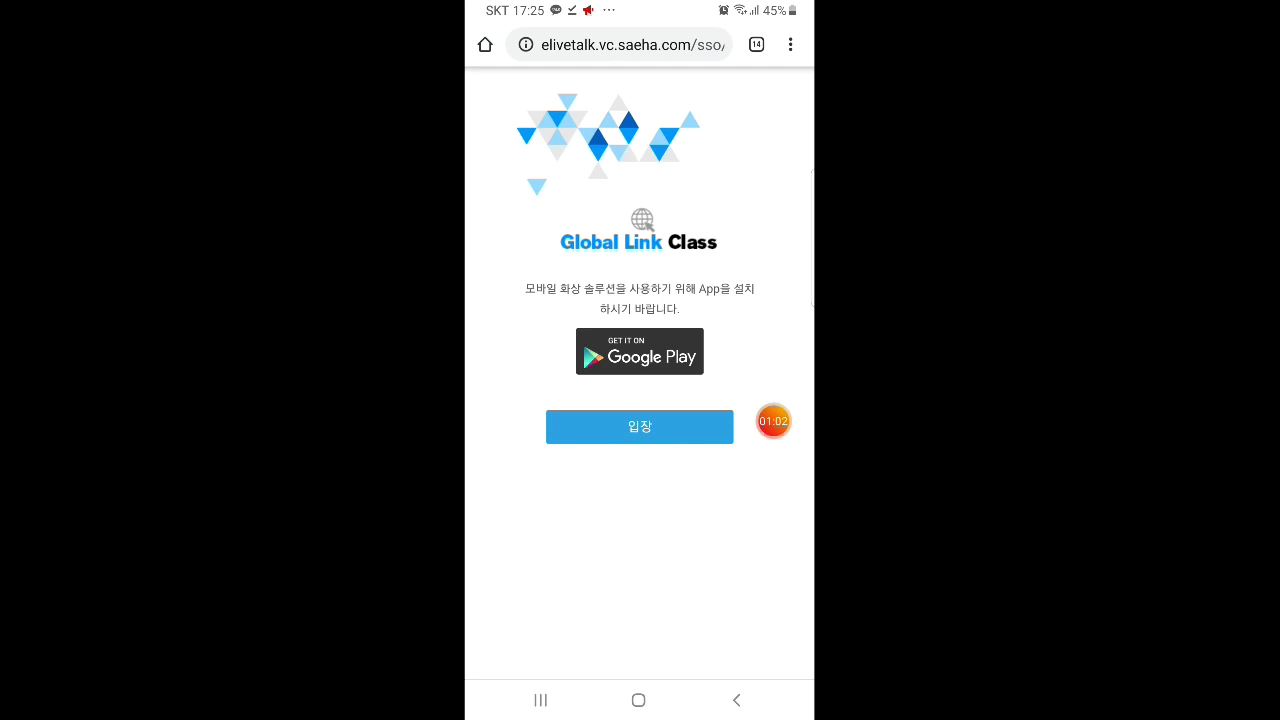 SKT 17:25 45%
elivetalk.vc.saeha.com/sso/ 14
Global Link Class
모바일 화상 솔루션을 사용하기 위해 App을 설치
하시기 바랍니다.
GET IT ON
Google Play
입장
01:02